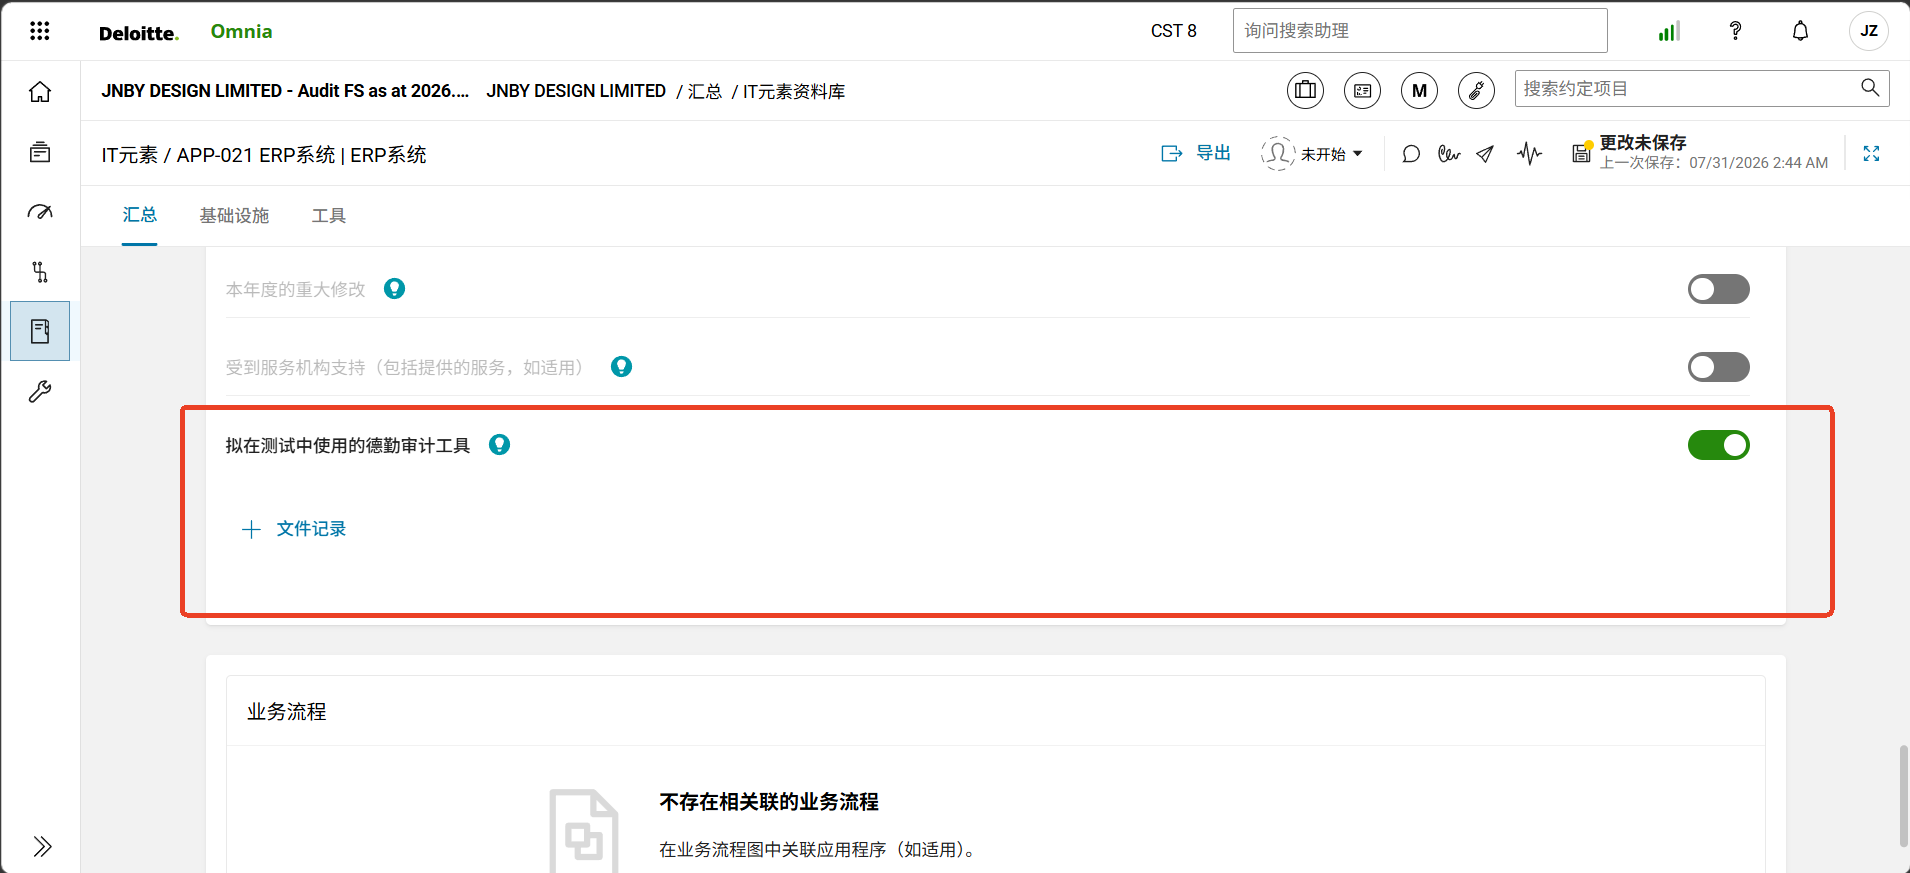 Deloitte. Omnia
CST 8
询问搜索助理
JZ
JNBY DESIGN LIMITED - Audit FS as at 2026.... JNBY DESIGN LIMITED / 汇总 / IT元素资料库
M
搜索约定项目
IT元素 / APP-021 ERP系统 | ERP系统
导出
未开始
更改未保存
上一次保存：07/31/2026 2:44 AM
汇总 基础设施 工具
本年度的重大修改
受到服务机构支持（包括提供的服务，如适用）
拟在测试中使用的德勤审计工具
文件记录
业务流程
不存在相关联的业务流程
在业务流程图中关联应用程序（如适用）。